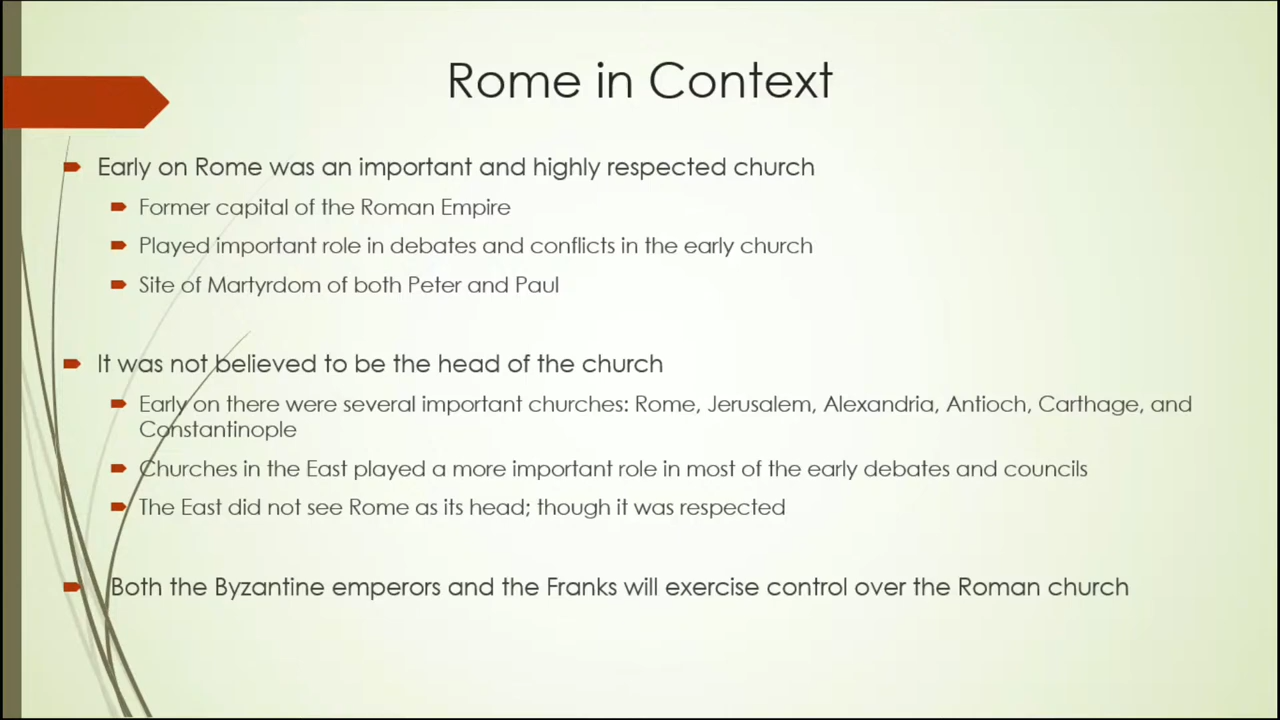 Rome in Context
Early on Rome was an important and highly respected church
Former capital of the Roman Empire
Played important role in debates and conflicts in the early church
Site of Martyrdom of both Peter and Paul
It was not believed to be the head of the church
Early on there were several important churches: Rome, Jerusalem, Alexandria, Antioch, Carthage, and
Constantinople
Churches in the East played a more important role in most of the early debates and councils
The East did not see Rome as its head; though it was respected
Both the Byzantine emperors and the Franks will exercise control over the Roman church